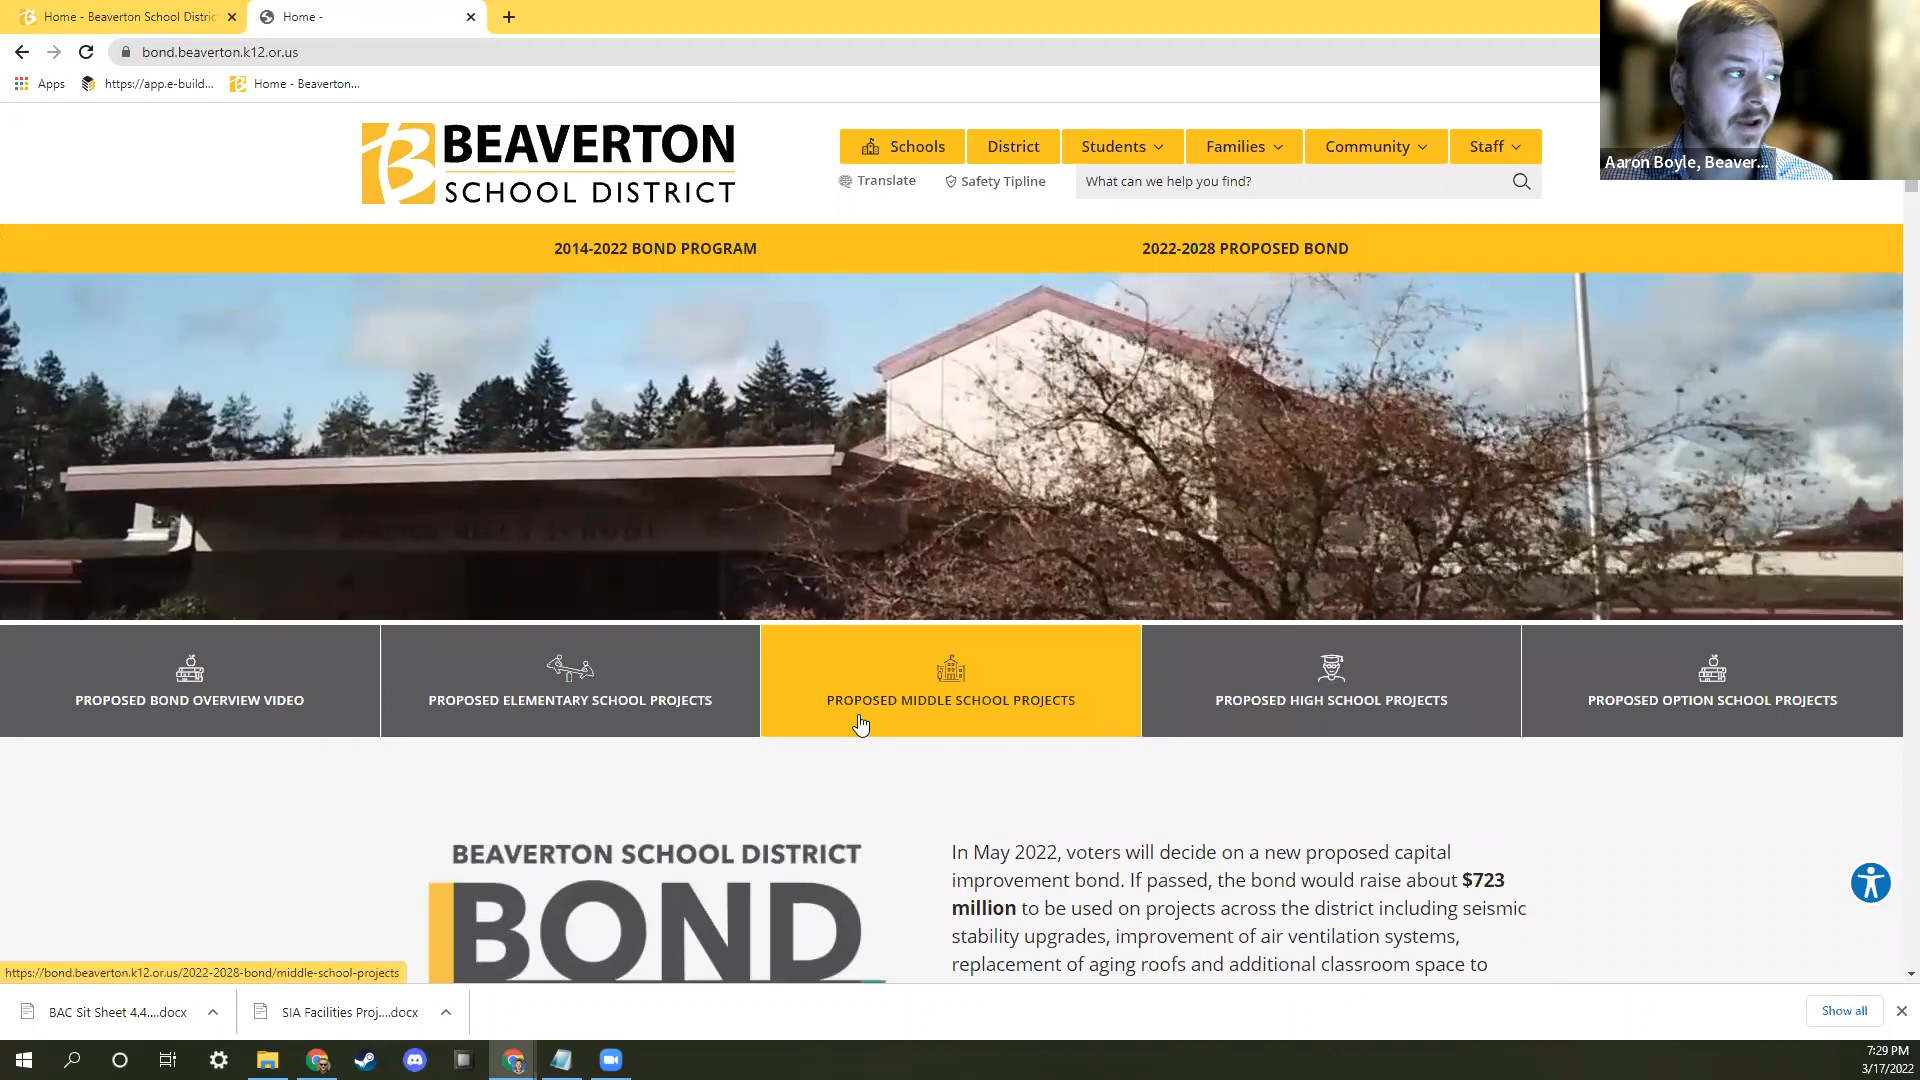 Home - Beaverton School Distric
Home -
bond.beaverton.k12.or.us
Apps
https://app.e-build...
Home - Beaverton...
Aaron Boyle, Beaver...
BEAVERTON
SCHOOL DISTRICT
Schools
District
Students
Families
Community
Staff
Translate
Safety Tipline
What can we help you find?
2014-2022 BOND PROGRAM
2022-2028 PROPOSED BOND
PROPOSED BOND OVERVIEW VIDEO
PROPOSED ELEMENTARY SCHOOL PROJECTS
PROPOSED MIDDLE SCHOOL PROJECTS
PROPOSED HIGH SCHOOL PROJECTS
PROPOSED OPTION SCHOOL PROJECTS
BEAVERTON SCHOOL DISTRICT
BOND
In May 2022, voters will decide on a new proposed capital
improvement bond. If passed, the bond would raise about $723
million to be used on projects across the district including seismic
stability upgrades, improvement of air ventilation systems,
replacement of aging roofs and additional classroom space to
https://bond.beaverton.k12.or.us/2022-2028-bond/middle-school-projects
BAC Sit Sheet 4.4....docx
SIA Facilities Proj....docx
Show all
7:29 PM
3/17/2022